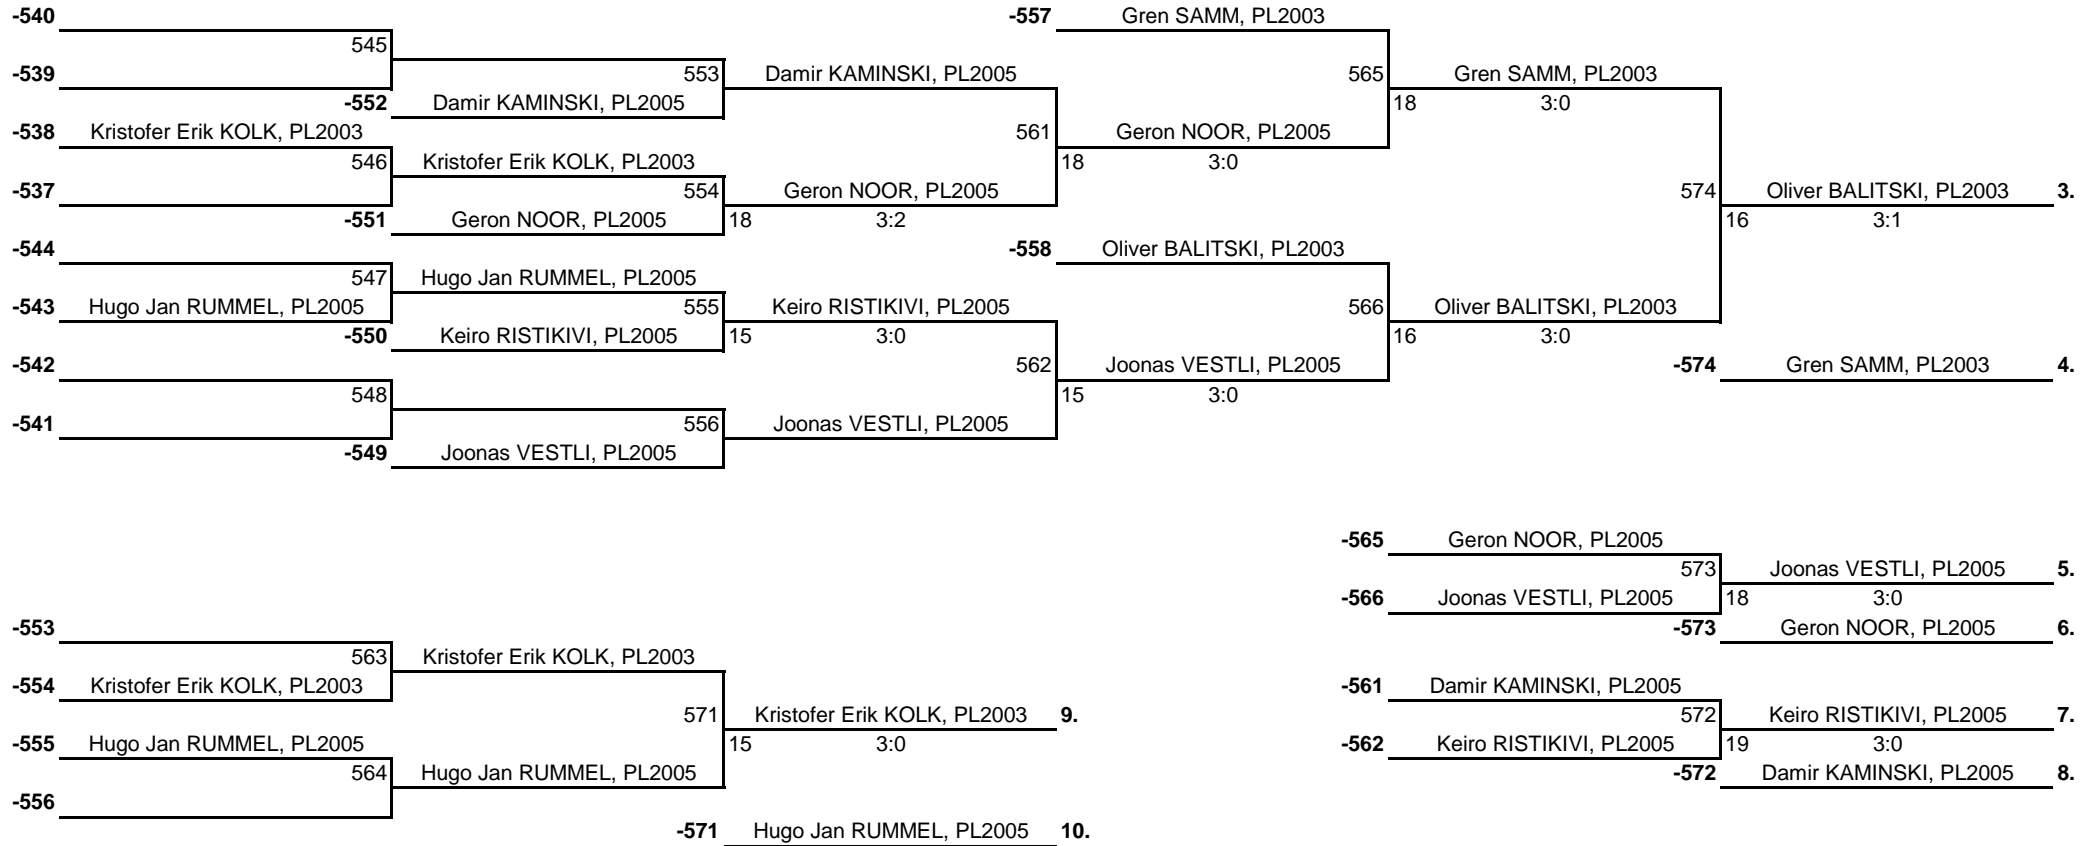 -540 -557 Gren SAMM, PL2003
545
-539 553 Damir KAMINSKI, PL2005 565 Gren SAMM, PL2003
-552 Damir KAMINSKI, PL2005 18 3:0
-538 Kristofer Erik KOLK, PL2003 561 Geron NOOR, PL2005
546 Kristofer Erik KOLK, PL2003 18 3:0
-537 554 Geron NOOR, PL2005 574 Oliver BALITSKI, PL2003 3.
-551 Geron NOOR, PL2005 18 3:2 16 3:1
-544 -558 Oliver BALITSKI, PL2003
547 Hugo Jan RUMMEL, PL2005
-543 Hugo Jan RUMMEL, PL2005 555 Keiro RISTIKIVI, PL2005 566 Oliver BALITSKI, PL2003
-550 Keiro RISTIKIVI, PL2005 15 3:0 16 3:0
-542 562 Joonas VESTLI, PL2005 -574 Gren SAMM, PL2003 4.
548 15 3:0
-541 556 Joonas VESTLI, PL2005
-549 Joonas VESTLI, PL2005
-565 Geron NOOR, PL2005
573 Joonas VESTLI, PL2005 5.
-566 Joonas VESTLI, PL2005 18 3:0
-553 -573 Geron NOOR, PL2005 6.
563 Kristofer Erik KOLK, PL2003
-554 Kristofer Erik KOLK, PL2003 -561 Damir KAMINSKI, PL2005
571 Kristofer Erik KOLK, PL2003 9. 572 Keiro RISTIKIVI, PL2005 7.
-555 Hugo Jan RUMMEL, PL2005 15 3:0 -562 Keiro RISTIKIVI, PL2005 19 3:0
564 Hugo Jan RUMMEL, PL2005 -572 Damir KAMINSKI, PL2005 8.
-556
-571 Hugo Jan RUMMEL, PL2005 10.